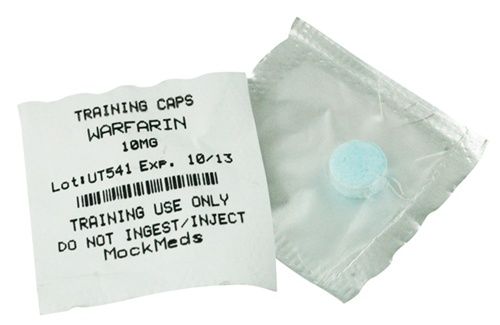 TRAINING CAPS
WARFARIN
10MG
Lot:UT541 Exp. 10/13
TRAINING USE ONLY
DO NOT INGEST/INJECT
MockMeds